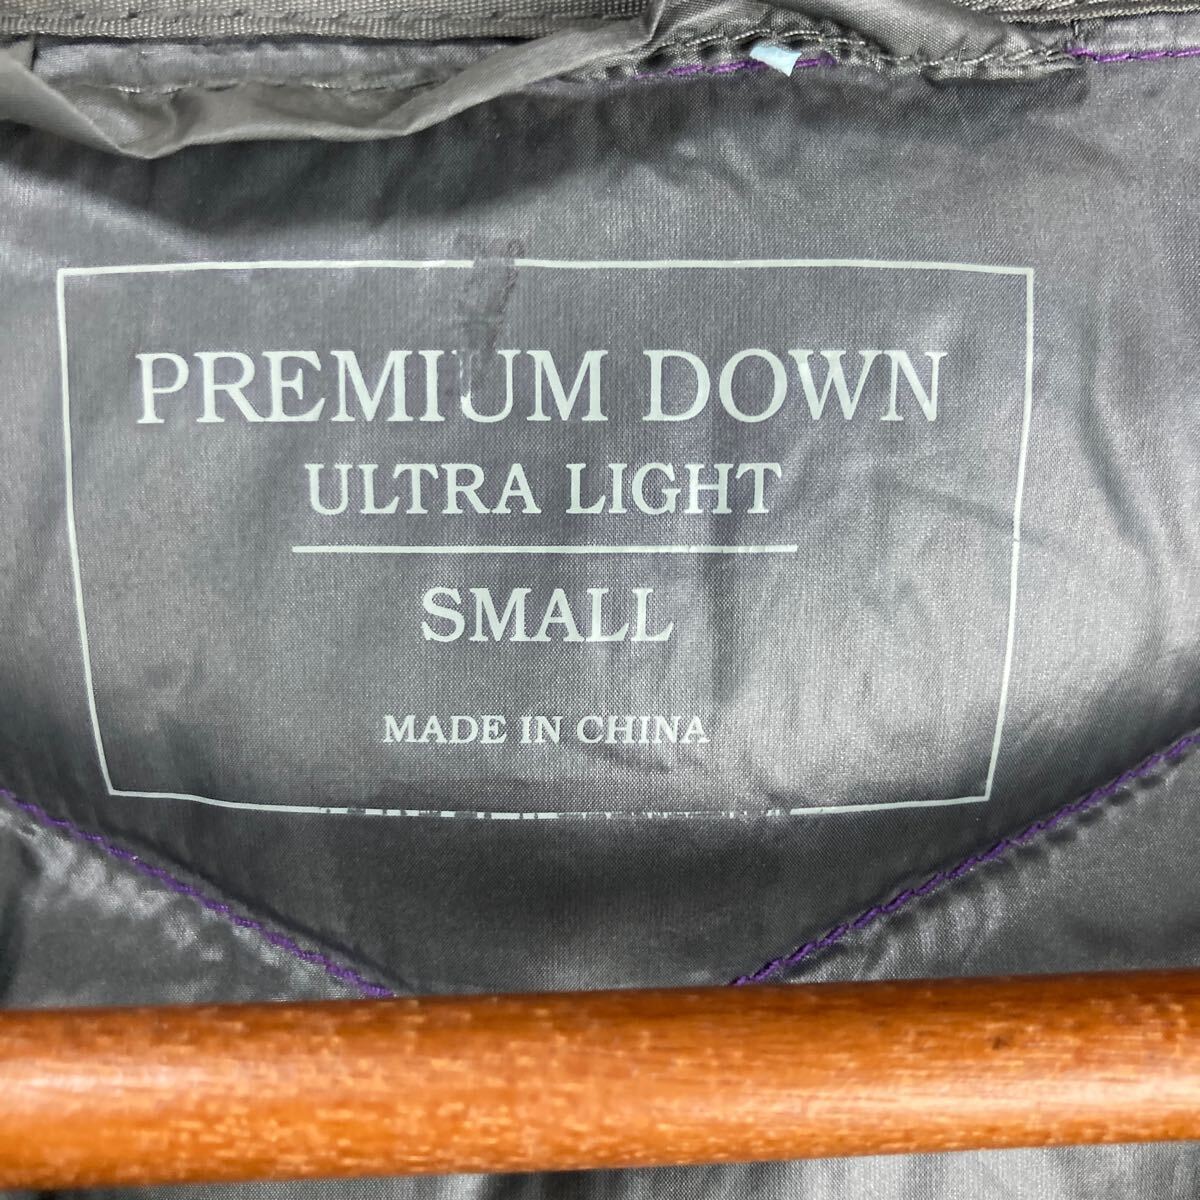 PREMIUM DOWN
ULTRA LIGHT
SMALL
MADE IN CHINA